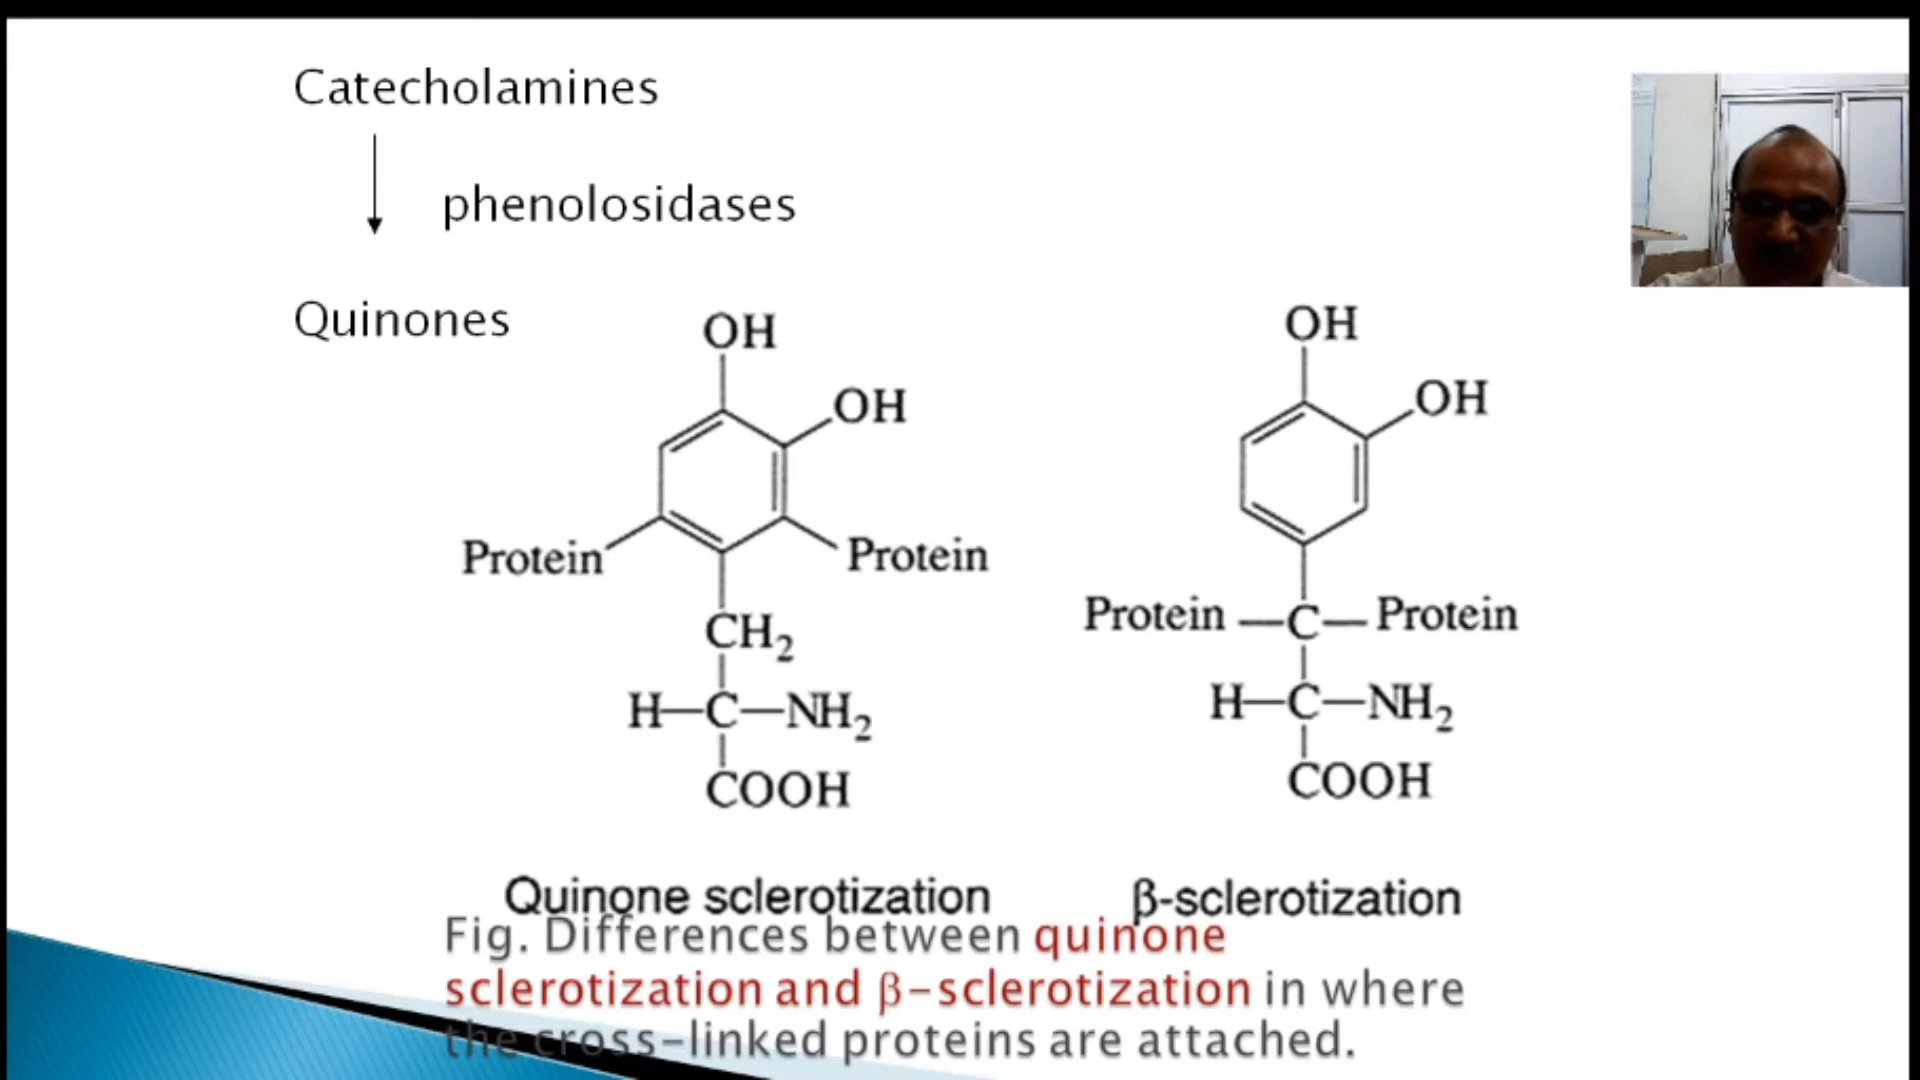 Catecholamines
phenolosidases
Quinones
OH
OH
Protein
Protein
CH₂
H—C—NH₂
COOH
Quinone sclerotization
OH
OH
Protein —C— Protein
H—C—NH₂
COOH
β-sclerotization
Fig. Differences between quinone
sclerotization and β-sclerotization in where
the cross-linked proteins are attached.